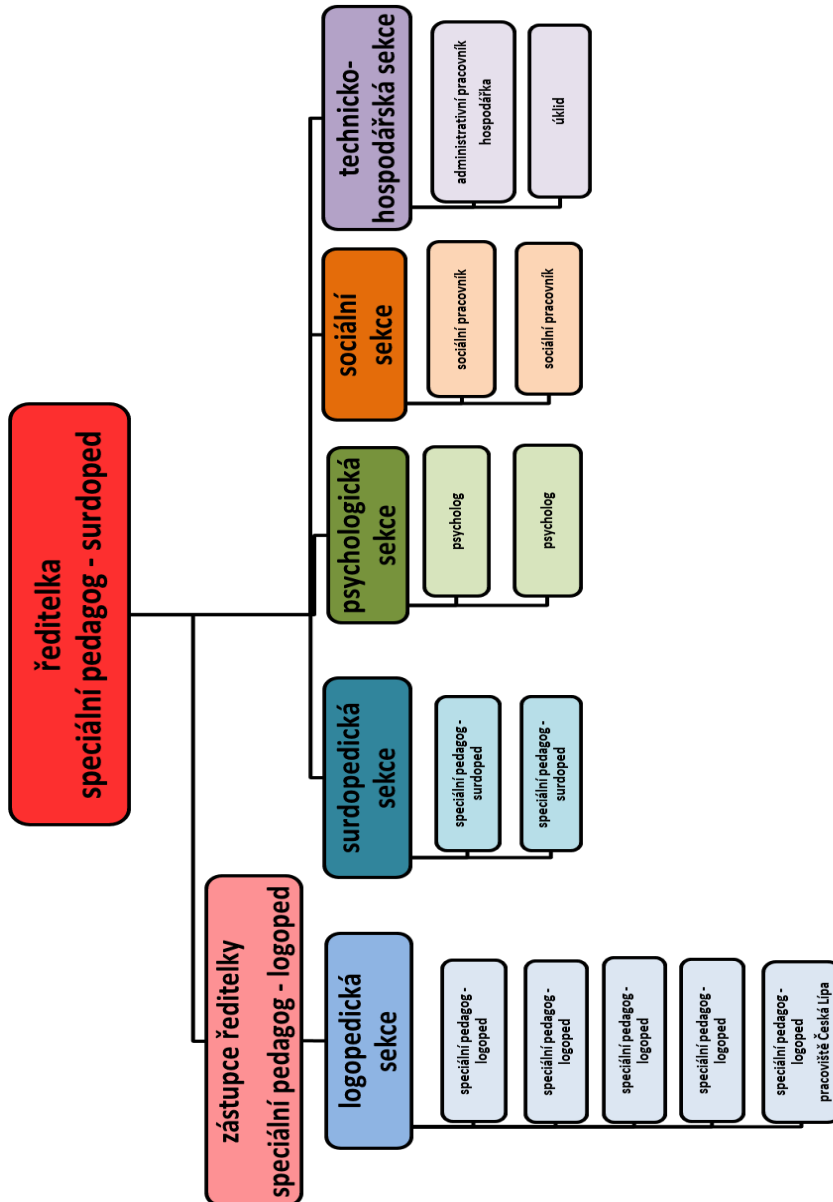 ředitelka
speciální pedagog - surdoped
zástupce ředitelky
speciální pedagog - logoped
logopedická
sekce
speciální pedagog -
logoped
speciální pedagog -
logoped
speciální pedagog -
logoped
speciální pedagog -
logoped
speciální pedagog -
logoped
pracoviště Česká Lípa
surdopedická
sekce
speciální pedagog -
surdoped
speciální pedagog -
surdoped
psychologická
sekce
psycholog
psycholog
sociální
sekce
sociální pracovník
sociální pracovník
technicko-
hospodářská sekce
administrativní pracovník
hospodářka
úklid